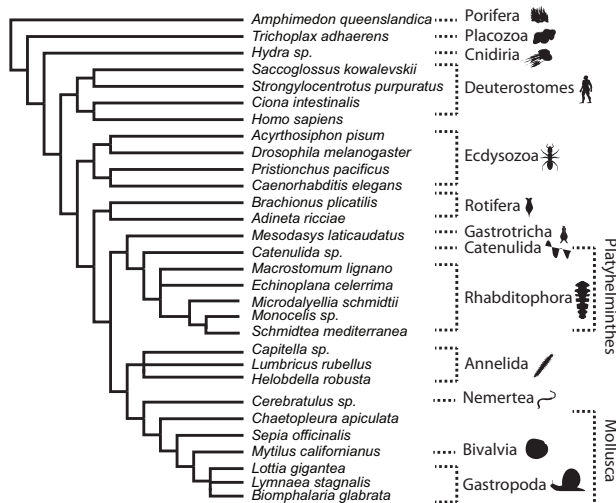 Amphimedon queenslandica Porifera
Trichoplax adhaerens Placozoa
Hydra sp. Cnidiria
Saccoglossus kowalevskii
Strongylocentrotus purpuratus Deuterostomes
Ciona intestinalis
Homo sapiens
Acyrthosiphon pisum
Drosophila melanogaster Ecdysozoa
Pristionchus pacificus
Caenorhabditis elegans
Brachionus plicatilis Rotifera
Adineta ricciae
Mesodasys laticaudatus Gastrotricha
Catenulida sp. Catenulida
Macrostomum lignano
Echinoplana celerrima
Microdalyellia schmidtii Rhabditophora
Monocelis sp.
Schmidtea mediterranea
Platyhelminthes
Capitella sp.
Lumbricus rubellus Annelida
Helobdella robusta
Cerebratulus sp. Nemertea
Chaetopleura apiculata
Sepia officinalis
Mytilus californianus Bivalvia
Lottia gigantea
Lymnaea stagnalis Gastropoda
Biomphalaria glabrata
Mollusca